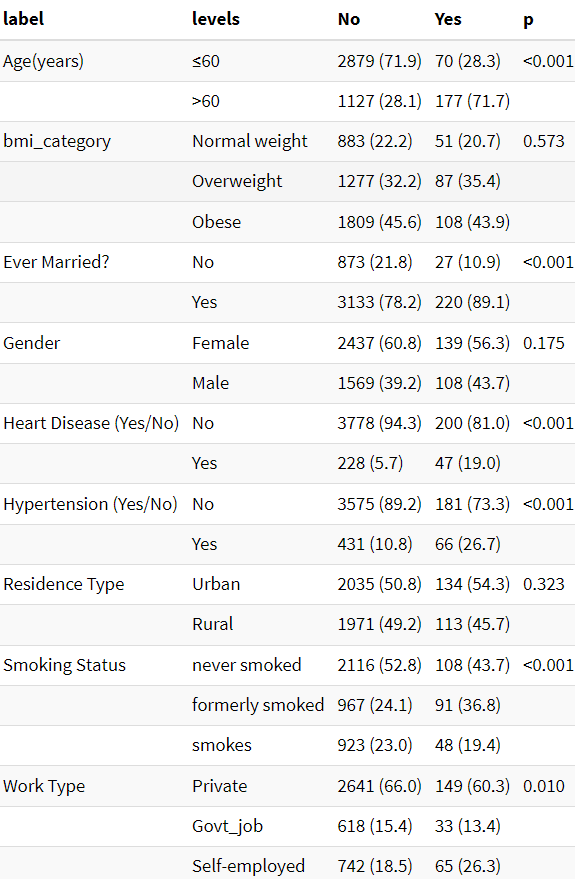 label levels No Yes p
Age(years) ≤60 2879 (71.9) 70 (28.3) <0.001
>60 1127 (28.1) 177 (71.7)
bmi_category Normal weight 883 (22.2) 51 (20.7) 0.573
Overweight 1277 (32.2) 87 (35.4)
Obese 1809 (45.6) 108 (43.9)
Ever Married? No 873 (21.8) 27 (10.9) <0.001
Yes 3133 (78.2) 220 (89.1)
Gender Female 2437 (60.8) 139 (56.3) 0.175
Male 1569 (39.2) 108 (43.7)
Heart Disease (Yes/No) No 3778 (94.3) 200 (81.0) <0.001
Yes 228 (5.7) 47 (19.0)
Hypertension (Yes/No) No 3575 (89.2) 181 (73.3) <0.001
Yes 431 (10.8) 66 (26.7)
Residence Type Urban 2035 (50.8) 134 (54.3) 0.323
Rural 1971 (49.2) 113 (45.7)
Smoking Status never smoked 2116 (52.8) 108 (43.7) <0.001
formerly smoked 967 (24.1) 91 (36.8)
smokes 923 (23.0) 48 (19.4)
Work Type Private 2641 (66.0) 149 (60.3) 0.010
Govt_job 618 (15.4) 33 (13.4)
Self-employed 742 (18.5) 65 (26.3)